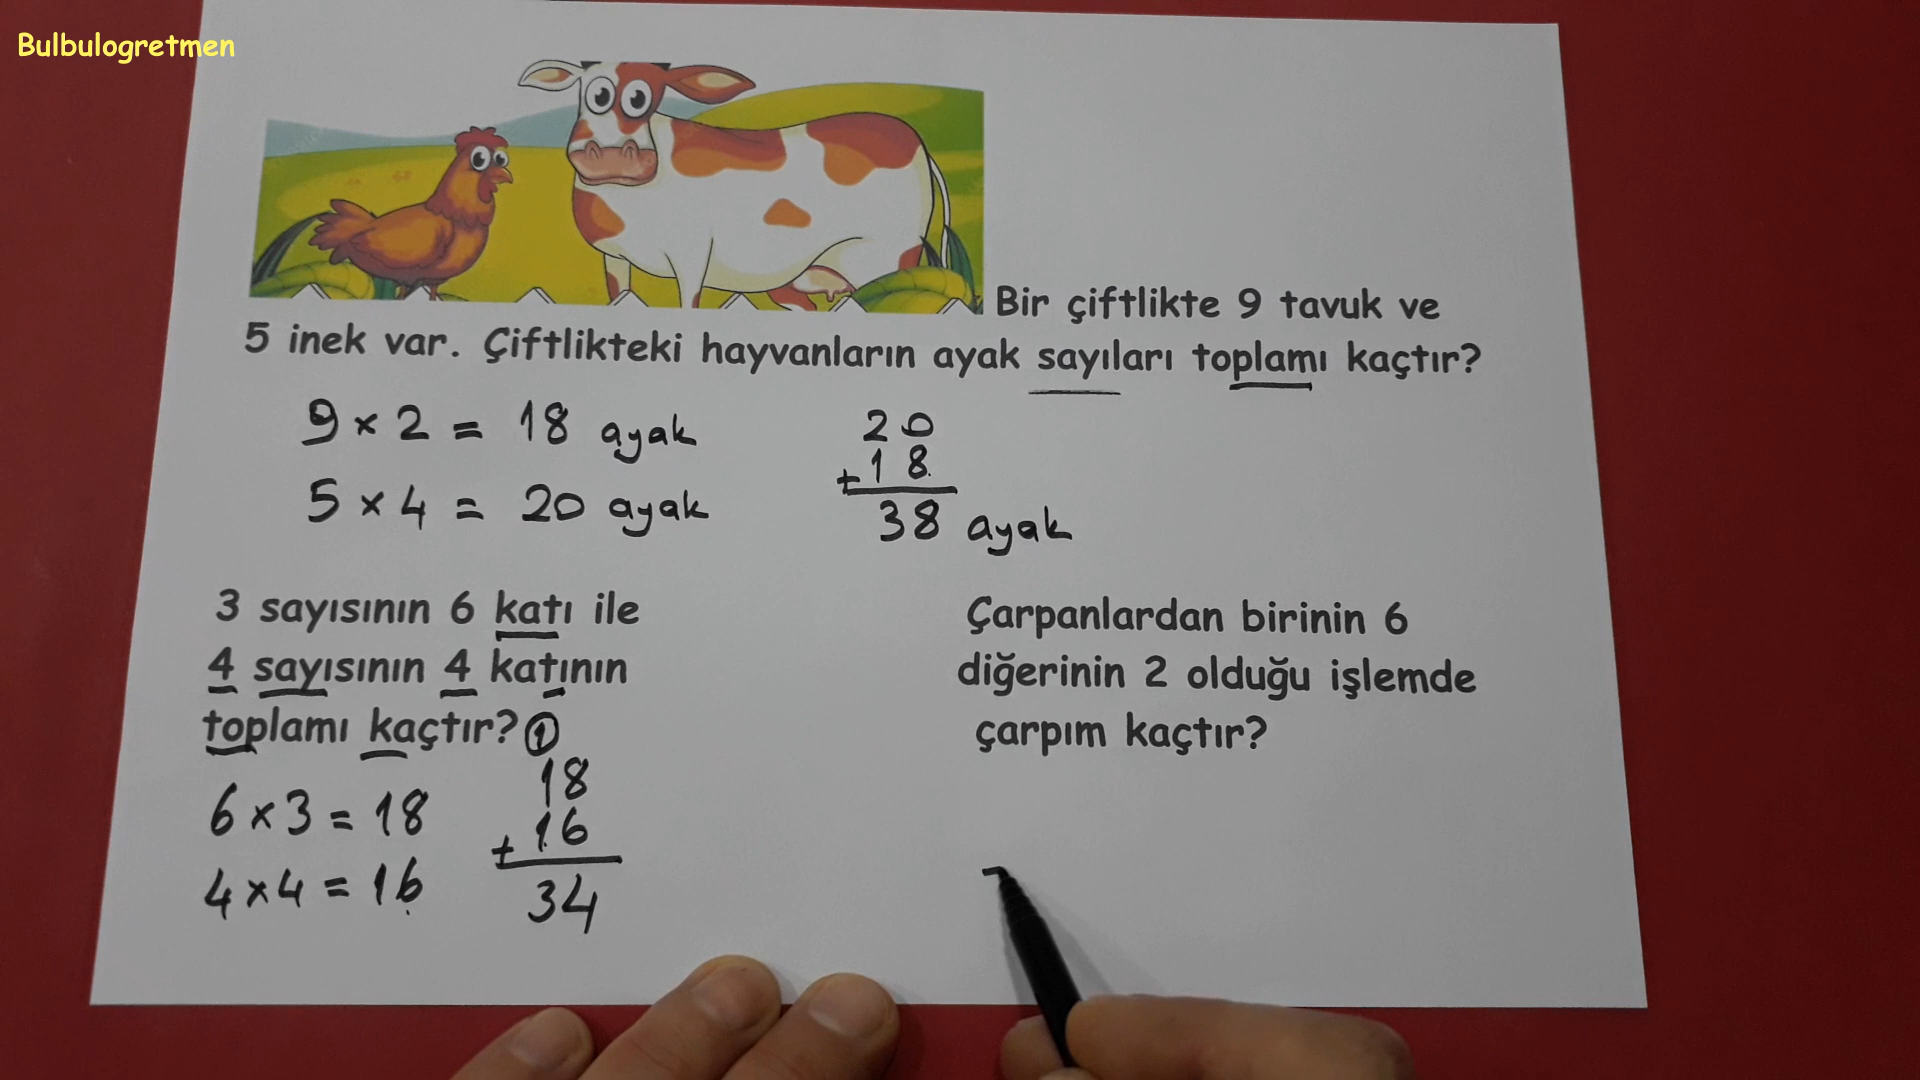 Bulbulogretmen
Bir çiftlikte 9 tavuk ve
5 inek var. Çiftlikteki hayvanların ayak sayıları toplamı kaçtır?
9 × 2 = 18 ayak
5 × 4 = 20 ayak
20
+ 18
38 ayak
3 sayısının 6 katı ile
4 sayısının 4 katının
toplamı kaçtır? 1
6 × 3 = 18
4 × 4 = 16
18
+ 16
34
Çarpanlardan birinin 6
diğerinin 2 olduğu işlemde
çarpım kaçtır?